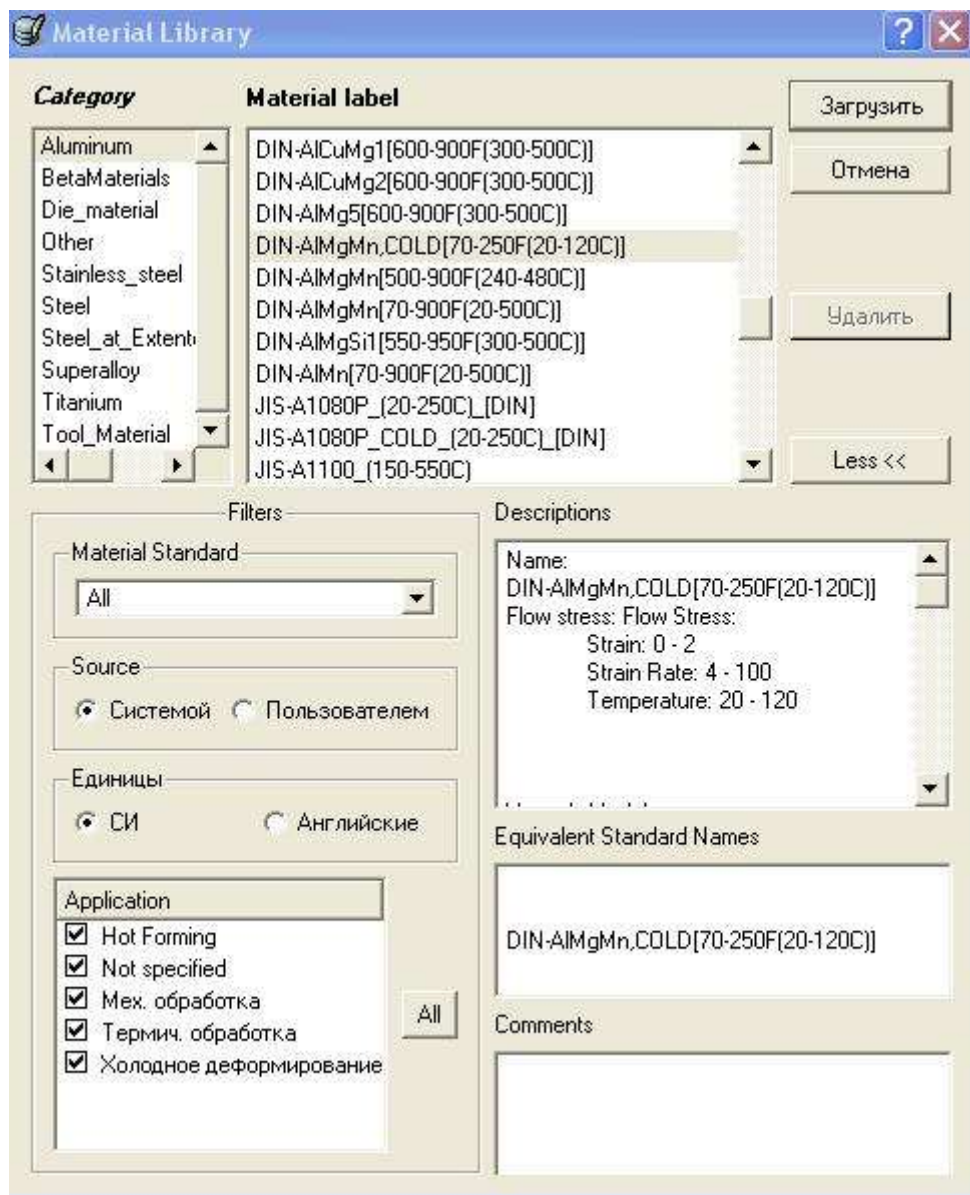 Material Library
Category
Material label
Загрузить
Отмена
Удалить
Less <<
Aluminum
BetaMaterials
Die_material
Other
Stainless_steel
Steel
Steel_at_Extent
Superalloy
Titanium
Tool_Material
DIN-AlCuMg1[600-900F(300-500C)]
DIN-AlCuMg2[600-900F(300-500C)]
DIN-AlMg5[600-900F(300-500C)]
DIN-AlMgMn,COLD[70-250F(20-120C)]
DIN-AlMgMn[500-900F(240-480C)]
DIN-AlMgMn[70-900F(20-500C)]
DIN-AlMgSi1[550-950F(300-500C)]
DIN-AlMn[70-900F(20-500C)]
JIS-A1080P_(20-250C)_[DIN]
JIS-A1080P_COLD_(20-250C)_[DIN]
JIS-A1100_(150-550C)
Filters
Material Standard
All
Source
Системой
Пользователем
Единицы
СИ
Английские
Application
Hot Forming
Not specified
Мех. обработка
Термич. обработка
Холодное деформирование
All
Descriptions
Name:
DIN-AlMgMn,COLD[70-250F(20-120C)]
Flow stress: Flow Stress:
Strain: 0 - 2
Strain Rate: 4 - 100
Temperature: 20 - 120
Equivalent Standard Names
DIN-AlMgMn,COLD[70-250F(20-120C)]
Comments